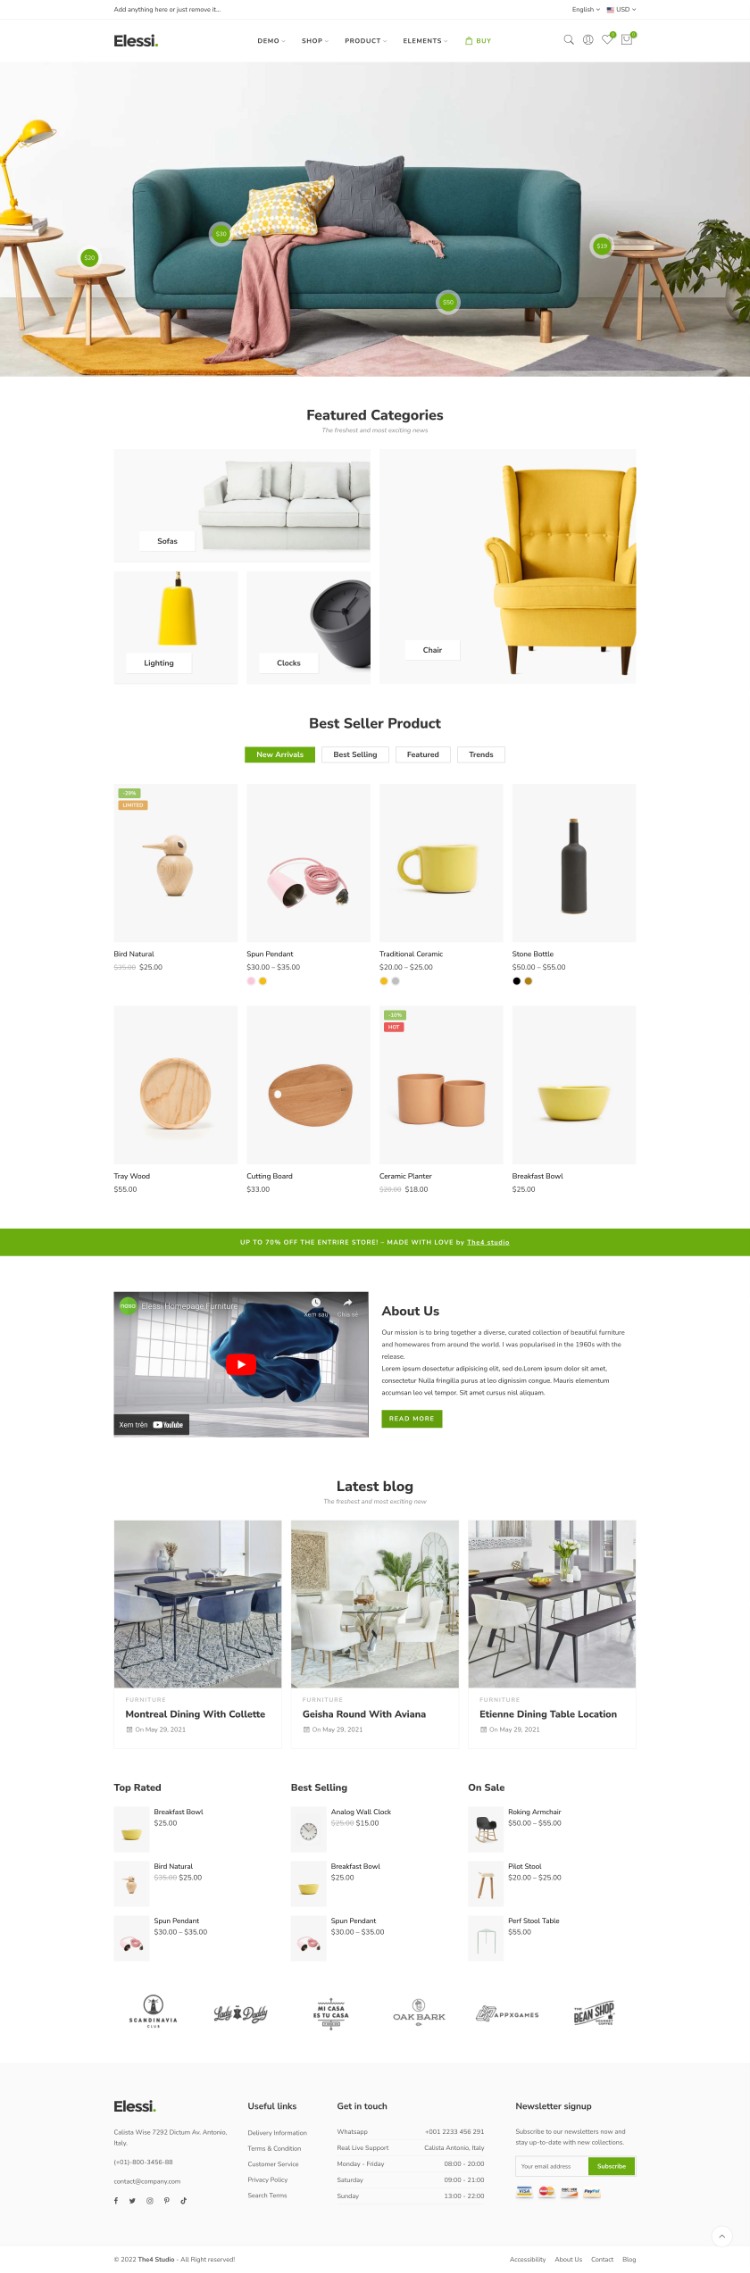 Add anything here or just remove it...
English
USD
Elessi.
DEMO
SHOP
PRODUCT
ELEMENTS
BUY
0
0
$20
$30
$19
$50
Featured Categories
The freshest and most exciting news
Sofas
Lighting
Clocks
Chair
Best Seller Product
New Arrivals
Best Selling
Featured
Trends
-29%
LIMITED
Bird Natural
$35.00 $25.00
Spun Pendant
$30.00 – $35.00
Traditional Ceramic
$20.00 – $25.00
Stone Bottle
$50.00 – $55.00
-10%
HOT
Tray Wood
$55.00
Cutting Board
$33.00
Ceramic Planter
$20.00 $18.00
Breakfast Bowl
$25.00
UP TO 70% OFF THE ENTRIRE STORE! – MADE WITH LOVE by The4 studio
nasa
Elessi Homepage Furniture
Xem sau
Chia sẻ
Xem trên YouTube
About Us
Our mission is to bring together a diverse, curated collection of beautiful furniture
and homewares from around the world. I was popularised in the 1960s with the
release.
Lorem ipsum dosectetur adipisicing elit, sed do.Lorem ipsum dolor sit amet,
consectetur Nulla fringilla purus at leo dignissim congue. Mauris elementum
accumsan leo vel tempor. Sit amet cursus nisl aliquam.
READ MORE
Latest blog
The freshest and most exciting new
FURNITURE
Montreal Dining With Collette
On May 29, 2021
FURNITURE
Geisha Round With Aviana
On May 29, 2021
FURNITURE
Etienne Dining Table Location
On May 29, 2021
Top Rated
Breakfast Bowl
$25.00
Bird Natural
$35.00 $25.00
Spun Pendant
$30.00 – $35.00
Best Selling
Analog Wall Clock
$25.00 $15.00
Breakfast Bowl
$25.00
Spun Pendant
$30.00 – $35.00
On Sale
Roking Armchair
$50.00 – $55.00
Pilot Stool
$20.00 – $25.00
Perf Stool Table
$55.00
SCANDINAVIA
CLUB
Lady & Daddy
MI CASA
ES TU CASA
OAK BARK
APPXGAMES
THE
BEAN SHOP
Elessi.
Calista Wise 7292 Dictum Av. Antonio,
Italy.
(+01)-800-3456-88
contact@company.com
Useful links
Delivery Information
Terms & Condition
Customer Service
Privacy Policy
Search Terms
Get in touch
Whatsapp +001 2233 456 291
Real Live Support Calista Antonio, Italy
Monday - Friday 08:00 - 20:00
Saturday 09:00 - 21:00
Sunday 13:00 - 22:00
Newsletter signup
Subscribe to our newsletters now and
stay up-to-date with new collections.
Your email address
Subscribe
VISA
MasterCard
DISCOVER
PayPal
© 2022 The4 Studio - All Right reserved!
Accessibility
About Us
Contact
Blog